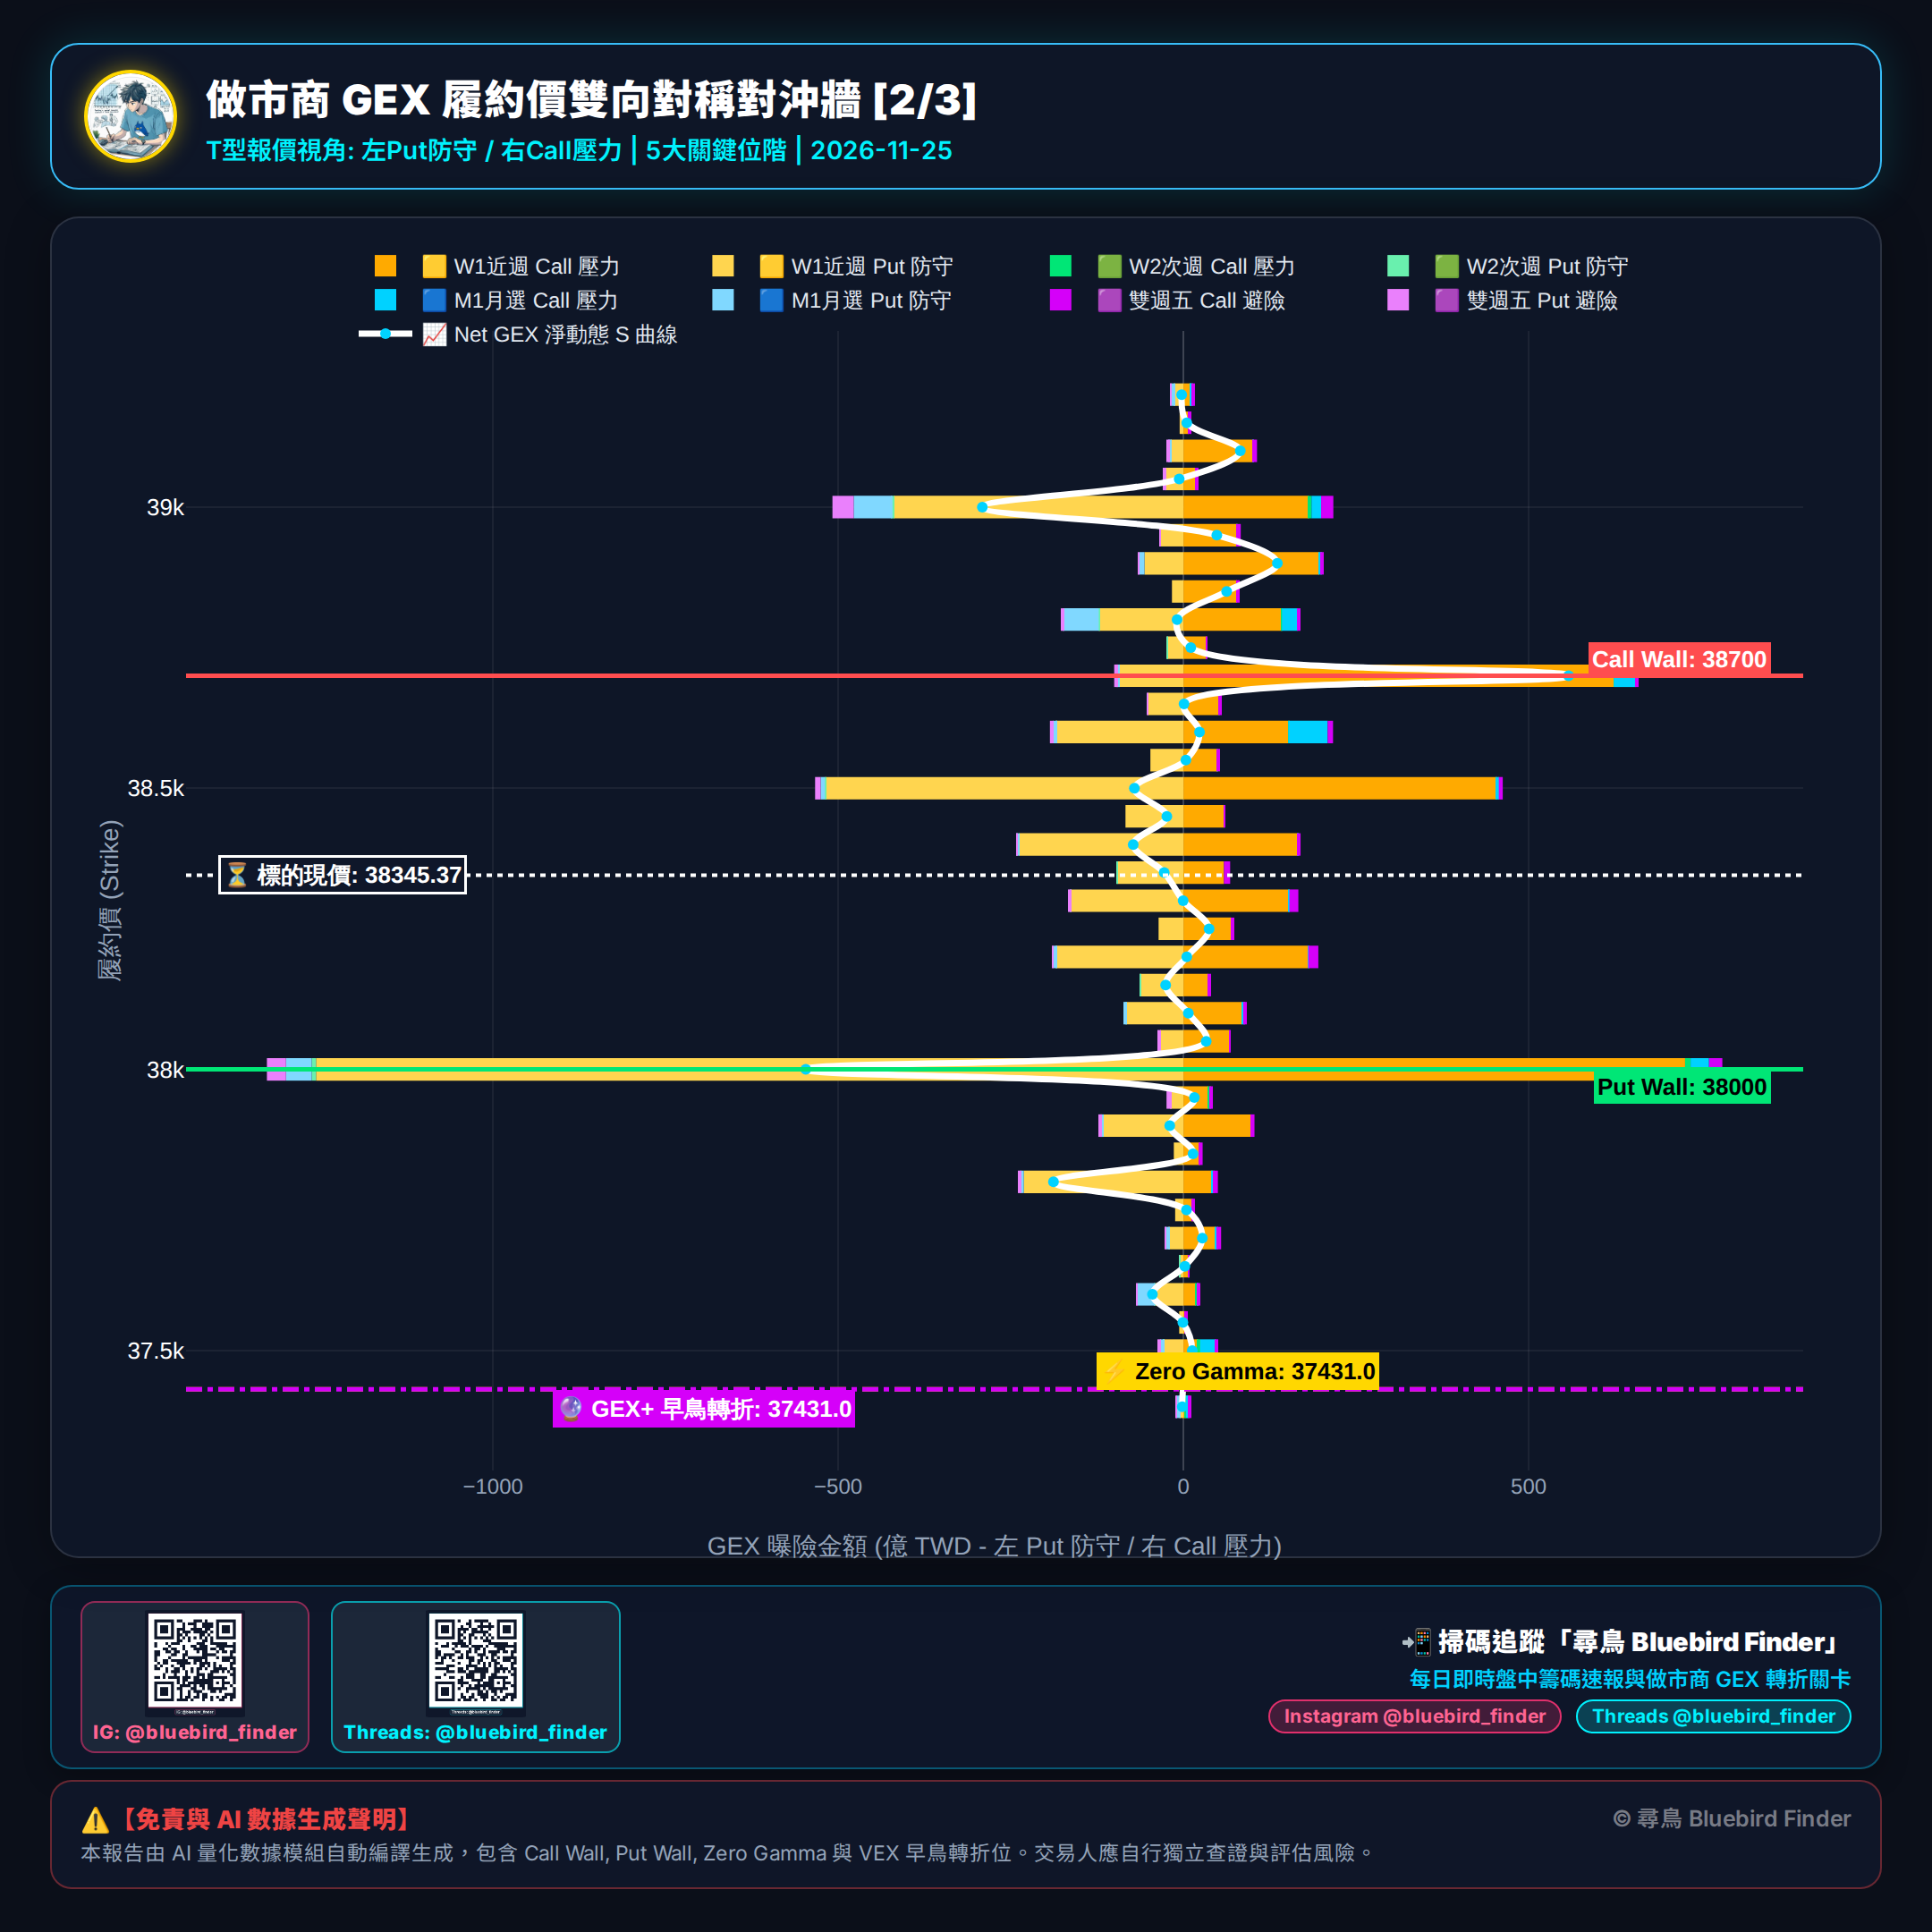 做市商 GEX 履約價雙向對稱對沖牆 [2/3]
T型報價視角: 左Put防守 / 右Call壓力 | 5大關鍵位階 | 2026-11-25
W1近週 Call 壓力
W1近週 Put 防守
W2次週 Call 壓力
W2次週 Put 防守
M1月選 Call 壓力
M1月選 Put 防守
雙週五 Call 避險
雙週五 Put 避險
Net GEX 淨動態 S 曲線
39k
Call Wall: 38700
38.5k
標的現價: 38345.37
履約價 (Strike)
38k
Put Wall: 38000
37.5k
Zero Gamma: 37431.0
GEX+ 早鳥轉折: 37431.0
−1000
−500
0
500
GEX 曝險金額 (億 TWD - 左 Put 防守 / 右 Call 壓力)
IG: @bluebird_finder
Threads: @bluebird_finder
掃碼追蹤「尋鳥 Bluebird Finder」
每日即時盤中籌碼速報與做市商 GEX 轉折關卡
Instagram @bluebird_finder
Threads @bluebird_finder
【免責與 AI 數據生成聲明】
© 尋鳥 Bluebird Finder
本報告由 AI 量化數據模組自動編譯生成，包含 Call Wall, Put Wall, Zero Gamma 與 VEX 早鳥轉折位。交易人應自行獨立查證與評估風險。